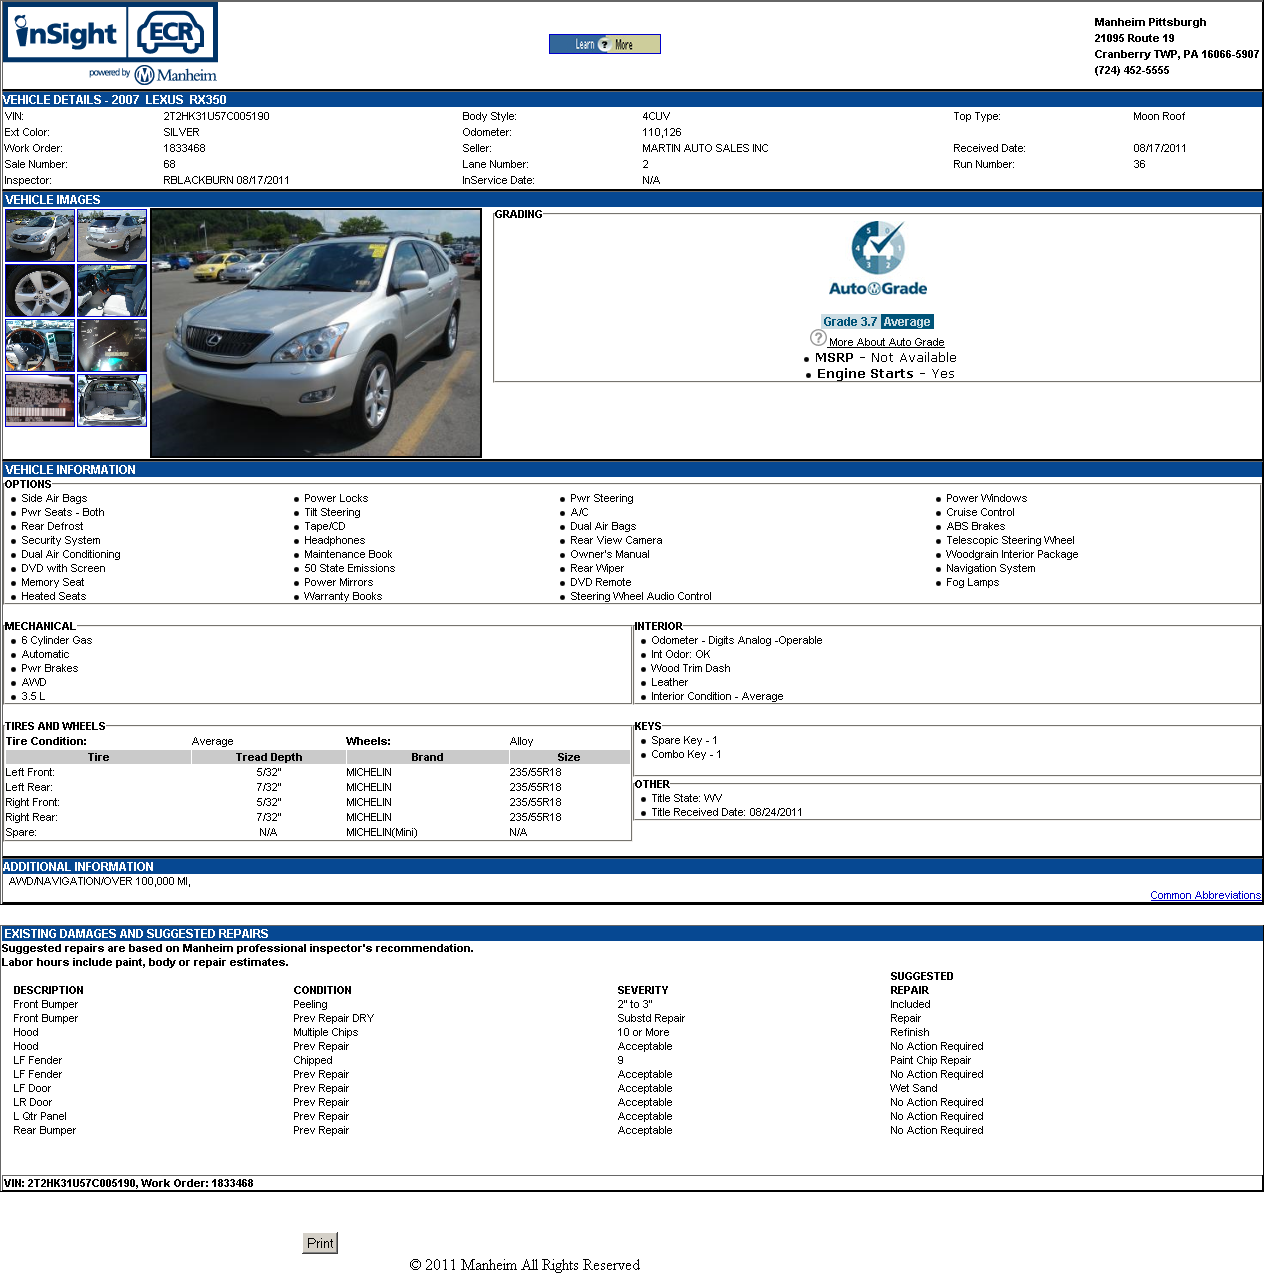 inSight ECR
powered by Manheim
Learn ? More
Manheim Pittsburgh
21095 Route 19
Cranberry TWP, PA 16066-5907
(724) 452-5555
VEHICLE DETAILS - 2007 LEXUS RX350
VIN: 2T2HK31U57C005190 Body Style: 4CUV Top Type: Moon Roof
Ext Color: SILVER Odometer: 110,126
Work Order: 1833468 Seller: MARTIN AUTO SALES INC Received Date: 08/17/2011
Sale Number: 68 Lane Number: 2 Run Number: 36
Inspector: RBLACKBURN 08/17/2011 InService Date: N/A
VEHICLE IMAGES
GRADING
5 0 4 1 3 2
AutoGrade
Grade 3.7 Average
? More About Auto Grade
MSRP - Not Available
Engine Starts - Yes
VEHICLE INFORMATION
OPTIONS
Side Air Bags Power Locks Pwr Steering Power Windows
Pwr Seats - Both Tilt Steering A/C Cruise Control
Rear Defrost Tape/CD Dual Air Bags ABS Brakes
Security System Headphones Rear View Camera Telescopic Steering Wheel
Dual Air Conditioning Maintenance Book Owner's Manual Woodgrain Interior Package
DVD with Screen 50 State Emissions Rear Wiper Navigation System
Memory Seat Power Mirrors DVD Remote Fog Lamps
Heated Seats Warranty Books Steering Wheel Audio Control
MECHANICAL
6 Cylinder Gas
Automatic
Pwr Brakes
AWD
3.5 L
INTERIOR
Odometer - Digits Analog -Operable
Int Odor: OK
Wood Trim Dash
Leather
Interior Condition - Average
TIRES AND WHEELS
Tire Condition: Average Wheels: Alloy
Tire Tread Depth Brand Size
Left Front: 5/32" MICHELIN 235/55R18
Left Rear: 7/32" MICHELIN 235/55R18
Right Front: 5/32" MICHELIN 235/55R18
Right Rear: 7/32" MICHELIN 235/55R18
Spare: N/A MICHELIN(Mini) N/A
KEYS
Spare Key - 1
Combo Key - 1
OTHER
Title State: WV
Title Received Date: 08/24/2011
ADDITIONAL INFORMATION
AWD/NAVIGATION/OVER 100,000 MI,
Common Abbreviations
EXISTING DAMAGES AND SUGGESTED REPAIRS
Suggested repairs are based on Manheim professional inspector's recommendation.
Labor hours include paint, body or repair estimates.
DESCRIPTION CONDITION SEVERITY SUGGESTED REPAIR
Front Bumper Peeling 2" to 3" Included
Front Bumper Prev Repair DRY Substd Repair Repair
Hood Multiple Chips 10 or More Refinish
Hood Prev Repair Acceptable No Action Required
LF Fender Chipped 9 Paint Chip Repair
LF Fender Prev Repair Acceptable No Action Required
LF Door Prev Repair Acceptable Wet Sand
LR Door Prev Repair Acceptable No Action Required
L Qtr Panel Prev Repair Acceptable No Action Required
Rear Bumper Prev Repair Acceptable No Action Required
VIN: 2T2HK31U57C005190, Work Order: 1833468
Print
© 2011 Manheim All Rights Reserved